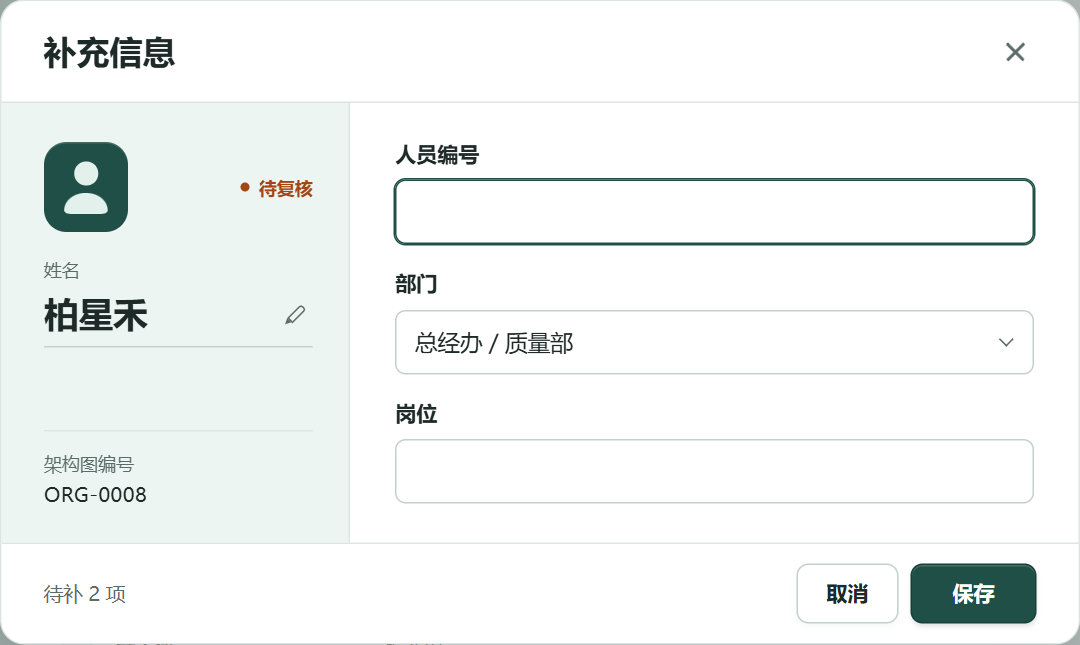 补充信息
待复核
姓名
柏星禾
架构图编号
ORG-0008
人员编号
部门
总经办 / 质量部
岗位
待补 2 项
取消
保存